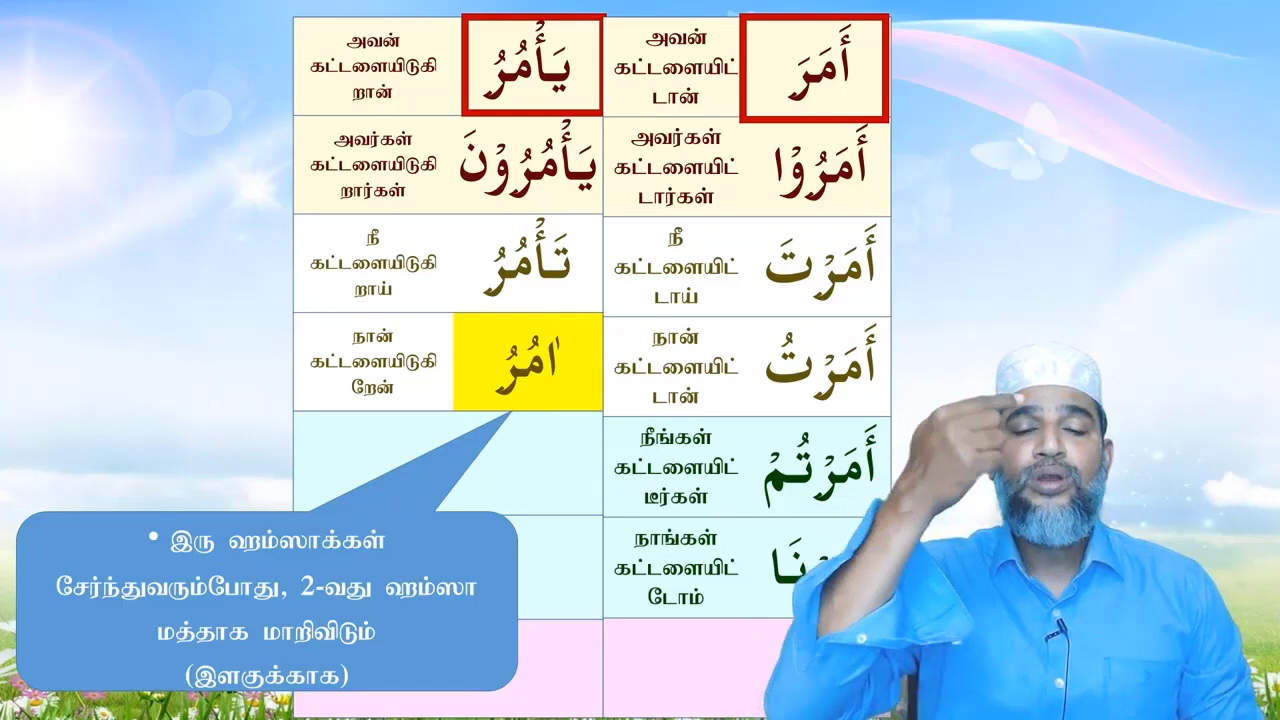 அவன்
கட்டளையிடுகி
றான்
يَأْمُرُ
அவன்
கட்டளையிட்
டான்
أَمَرَ
அவர்கள்
கட்டளையிடுகி
றார்கள்
يَأْمُرُوْنَ
அவர்கள்
கட்டளையிட்
டார்கள்
أَمَرُوْا
நீ
கட்டளையிடுகி
றாய்
تَأْمُرُ
நீ
கட்டளையிட்
டாய்
أَمَرْتَ
நான்
கட்டளையிடுகி
றேன்
اٰمُرُ
நான்
கட்டளையிட்
டான்
أَمَرْتُ
நீங்கள்
கட்டளையிட்
டீர்கள்
أَمَرْتُمْ
நாங்கள்
கட்டளையிட்
டோம்
• இரு ஹம்ஸாக்கள்
சேர்ந்துவரும்போது, 2-வது ஹம்ஸா
மத்தாக மாறிவிடும்
(இளகுக்காக)